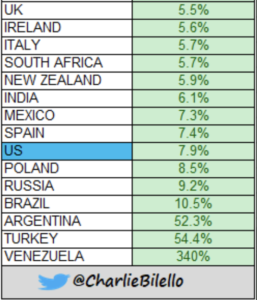 UK 5.5%
IRELAND 5.6%
ITALY 5.7%
SOUTH AFRICA 5.7%
NEW ZEALAND 5.9%
INDIA 6.1%
MEXICO 7.3%
SPAIN 7.4%
US 7.9%
POLAND 8.5%
RUSSIA 9.2%
BRAZIL 10.5%
ARGENTINA 52.3%
TURKEY 54.4%
VENEZUELA 340%
@CharlieBilello